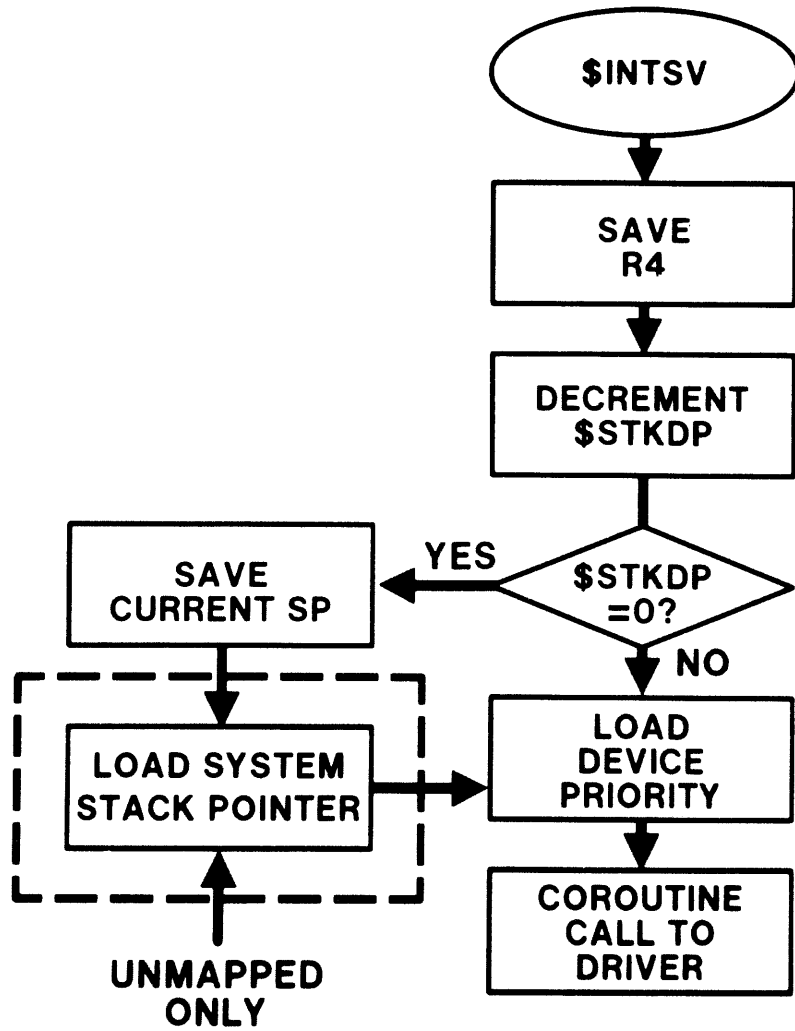 $INTSV
SAVE
R4
DECREMENT
$STKDP
$STKDP
=0?
YES
NO
SAVE
CURRENT SP
LOAD SYSTEM
STACK POINTER
UNMAPPED
ONLY
LOAD
DEVICE
PRIORITY
COROUTINE
CALL TO
DRIVER